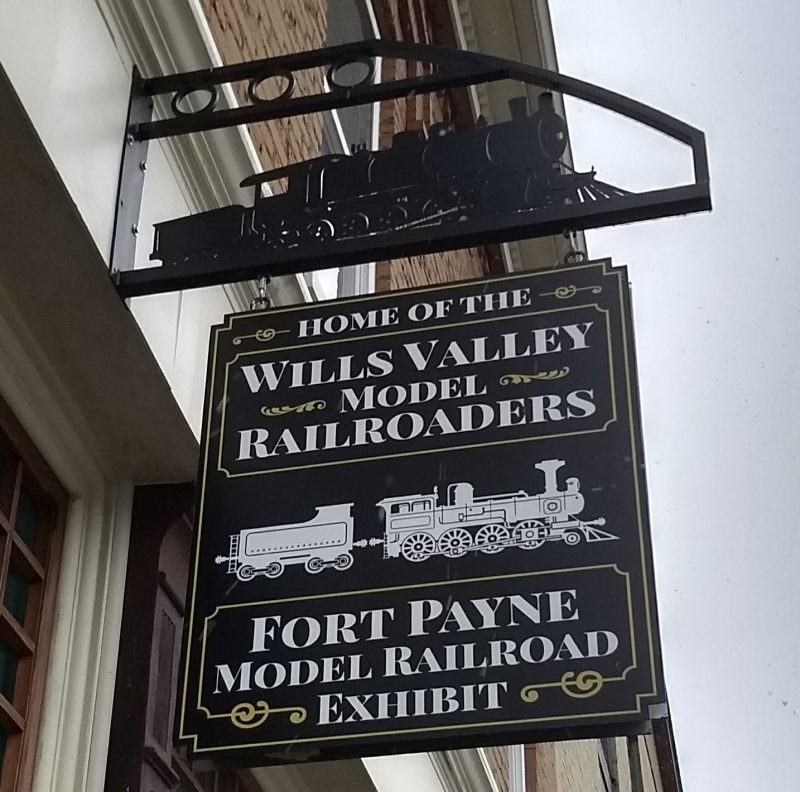 HOME OF THE
WILLS VALLEY
MODEL
RAILROADERS
FORT PAYNE
MODEL RAILROAD
EXHIBIT